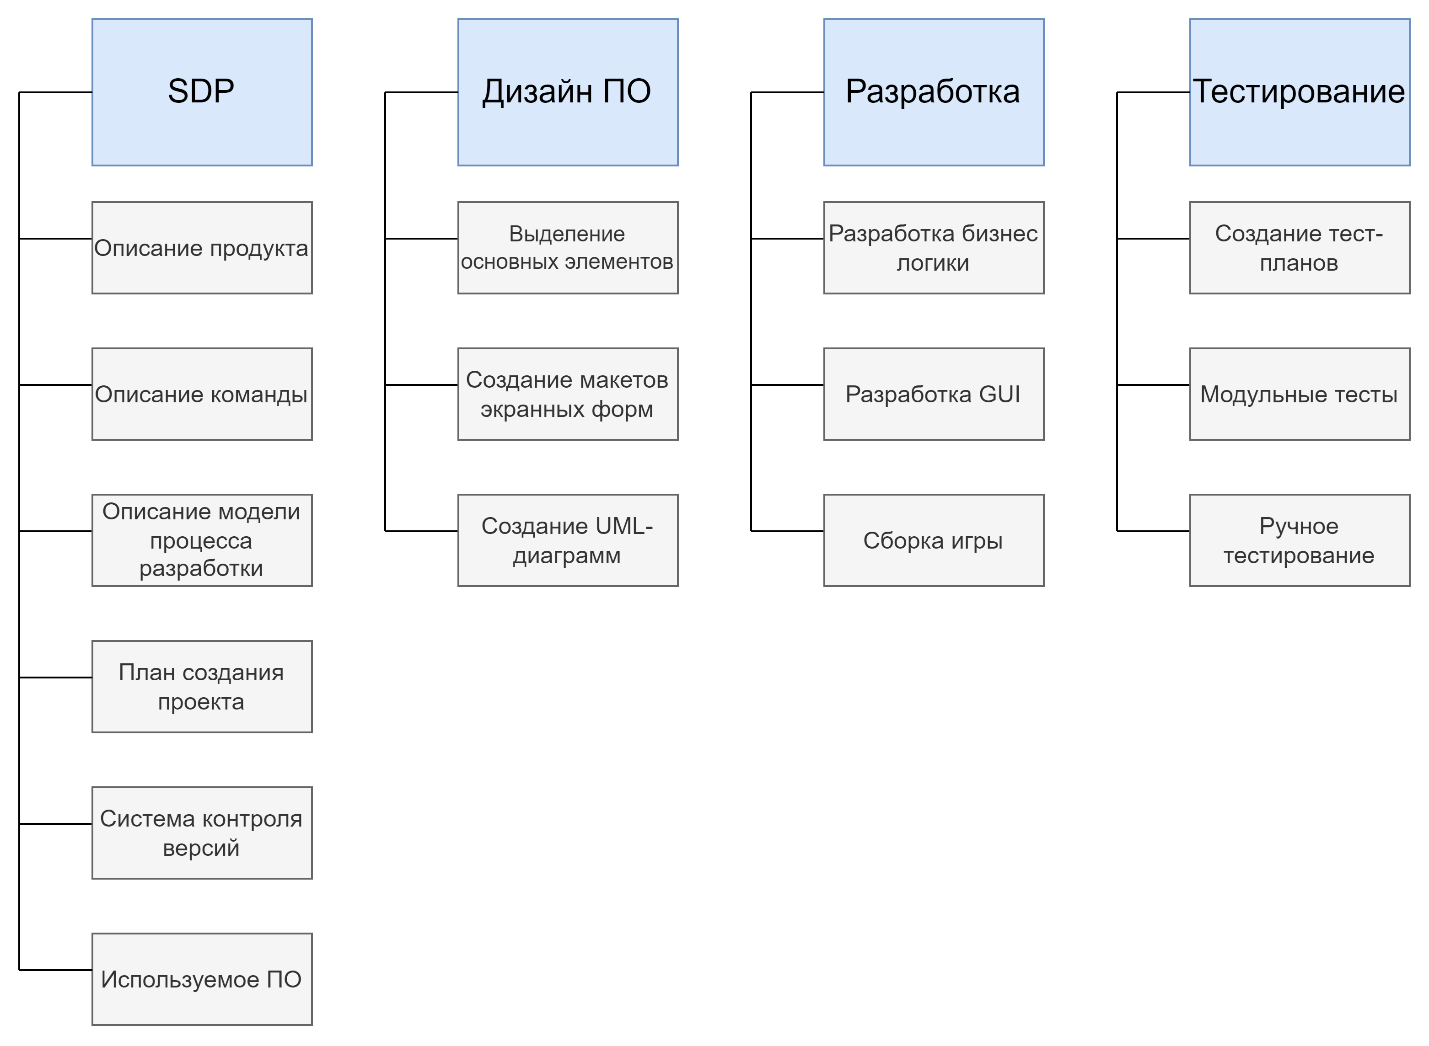 SDP
Описание продукта
Описание команды
Описание модели
процесса
разработки
План создания
проекта
Система контроля
версий
Используемое ПО
Дизайн ПО
Выделение
основных элементов
Создание макетов
экранных форм
Создание UML-
диаграмм
Разработка
Разработка бизнес
логики
Разработка GUI
Сборка игры
Тестирование
Создание тест-
планов
Модульные тесты
Ручное
тестирование